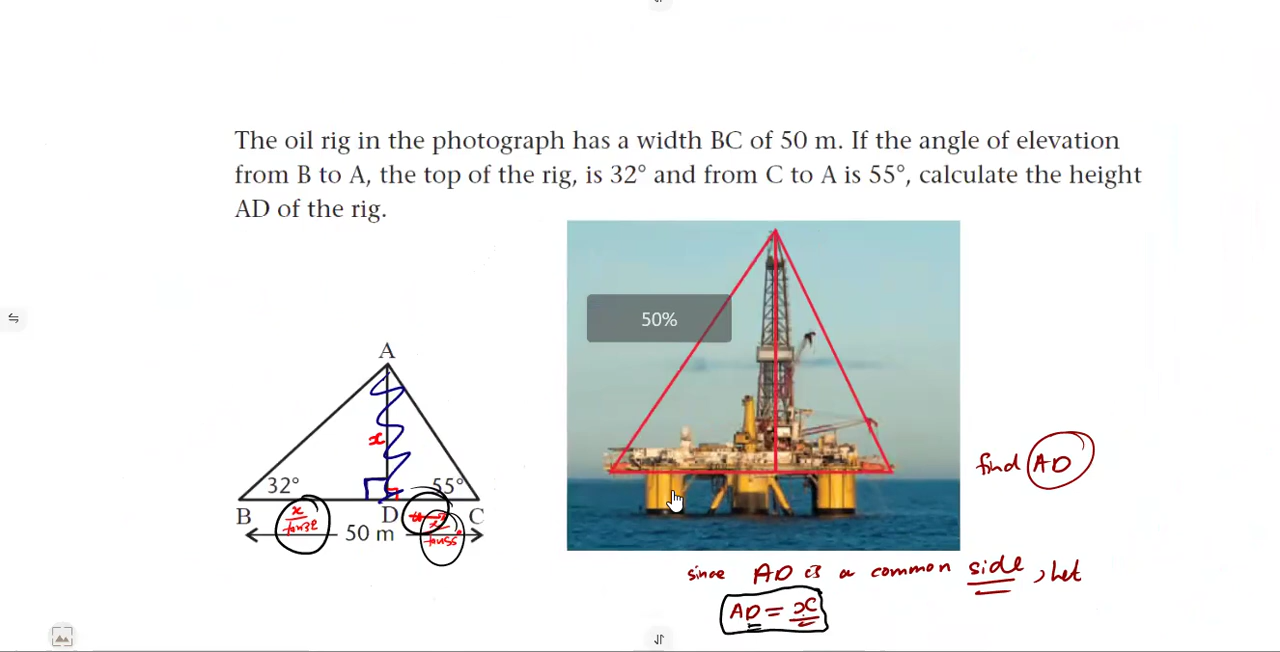 The oil rig in the photograph has a width BC of 50 m. If the angle of elevation
from B to A, the top of the rig, is 32° and from C to A is 55°, calculate the height
AD of the rig.
50%
A
x
32°
55°
B
x
tan32
D
x
tan55°
C
50 m
find AD
since AD is a common side, let
AD = x